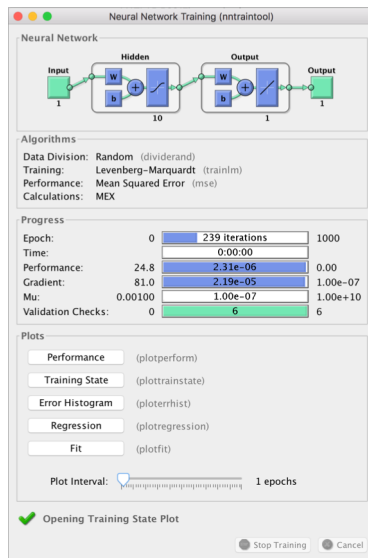 Neural Network Training (nntraintool)
Neural Network
Hidden
Output
Input
Output
W
W
+
+
b
b
1
1
10
1
Algorithms
Data Division: Random (dividerand)
Training: Levenberg-Marquardt (trainlm)
Performance: Mean Squared Error (mse)
Calculations: MEX
Progress
Epoch: 0 239 iterations 1000
Time: 0:00:00
Performance: 24.8 2.31e-06 0.00
Gradient: 81.0 2.19e-05 1.00e-07
Mu: 0.00100 1.00e-07 1.00e+10
Validation Checks: 0 6 6
Plots
Performance (plotperform)
Training State (plottrainstate)
Error Histogram (ploterrhist)
Regression (plotregression)
Fit (plotfit)
Plot Interval: 1 epochs
Opening Training State Plot
Stop Training Cancel